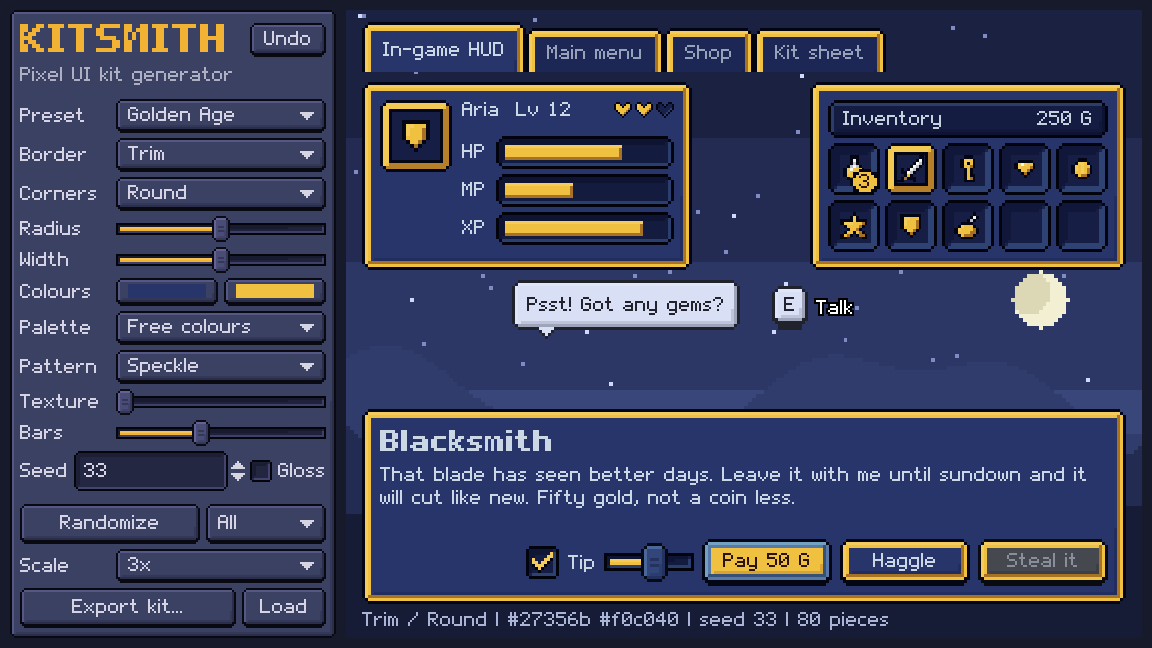 KITSMITH
Undo
Pixel UI kit generator
Preset Golden Age
Border Trim
Corners Round
Radius
Width
Colours
Palette Free colours
Pattern Speckle
Texture
Bars
Seed 33 Gloss
Randomize All
Scale 3x
Export kit... Load
In-game HUD Main menu Shop Kit sheet
Aria Lv 12
HP
MP
XP
Inventory 250 G
3
Psst! Got any gems?
E Talk
Blacksmith
That blade has seen better days. Leave it with me until sundown and it
will cut like new. Fifty gold, not a coin less.
Tip Pay 50 G Haggle Steal it
Trim / Round | #27356b #f0c040 | seed 33 | 80 pieces